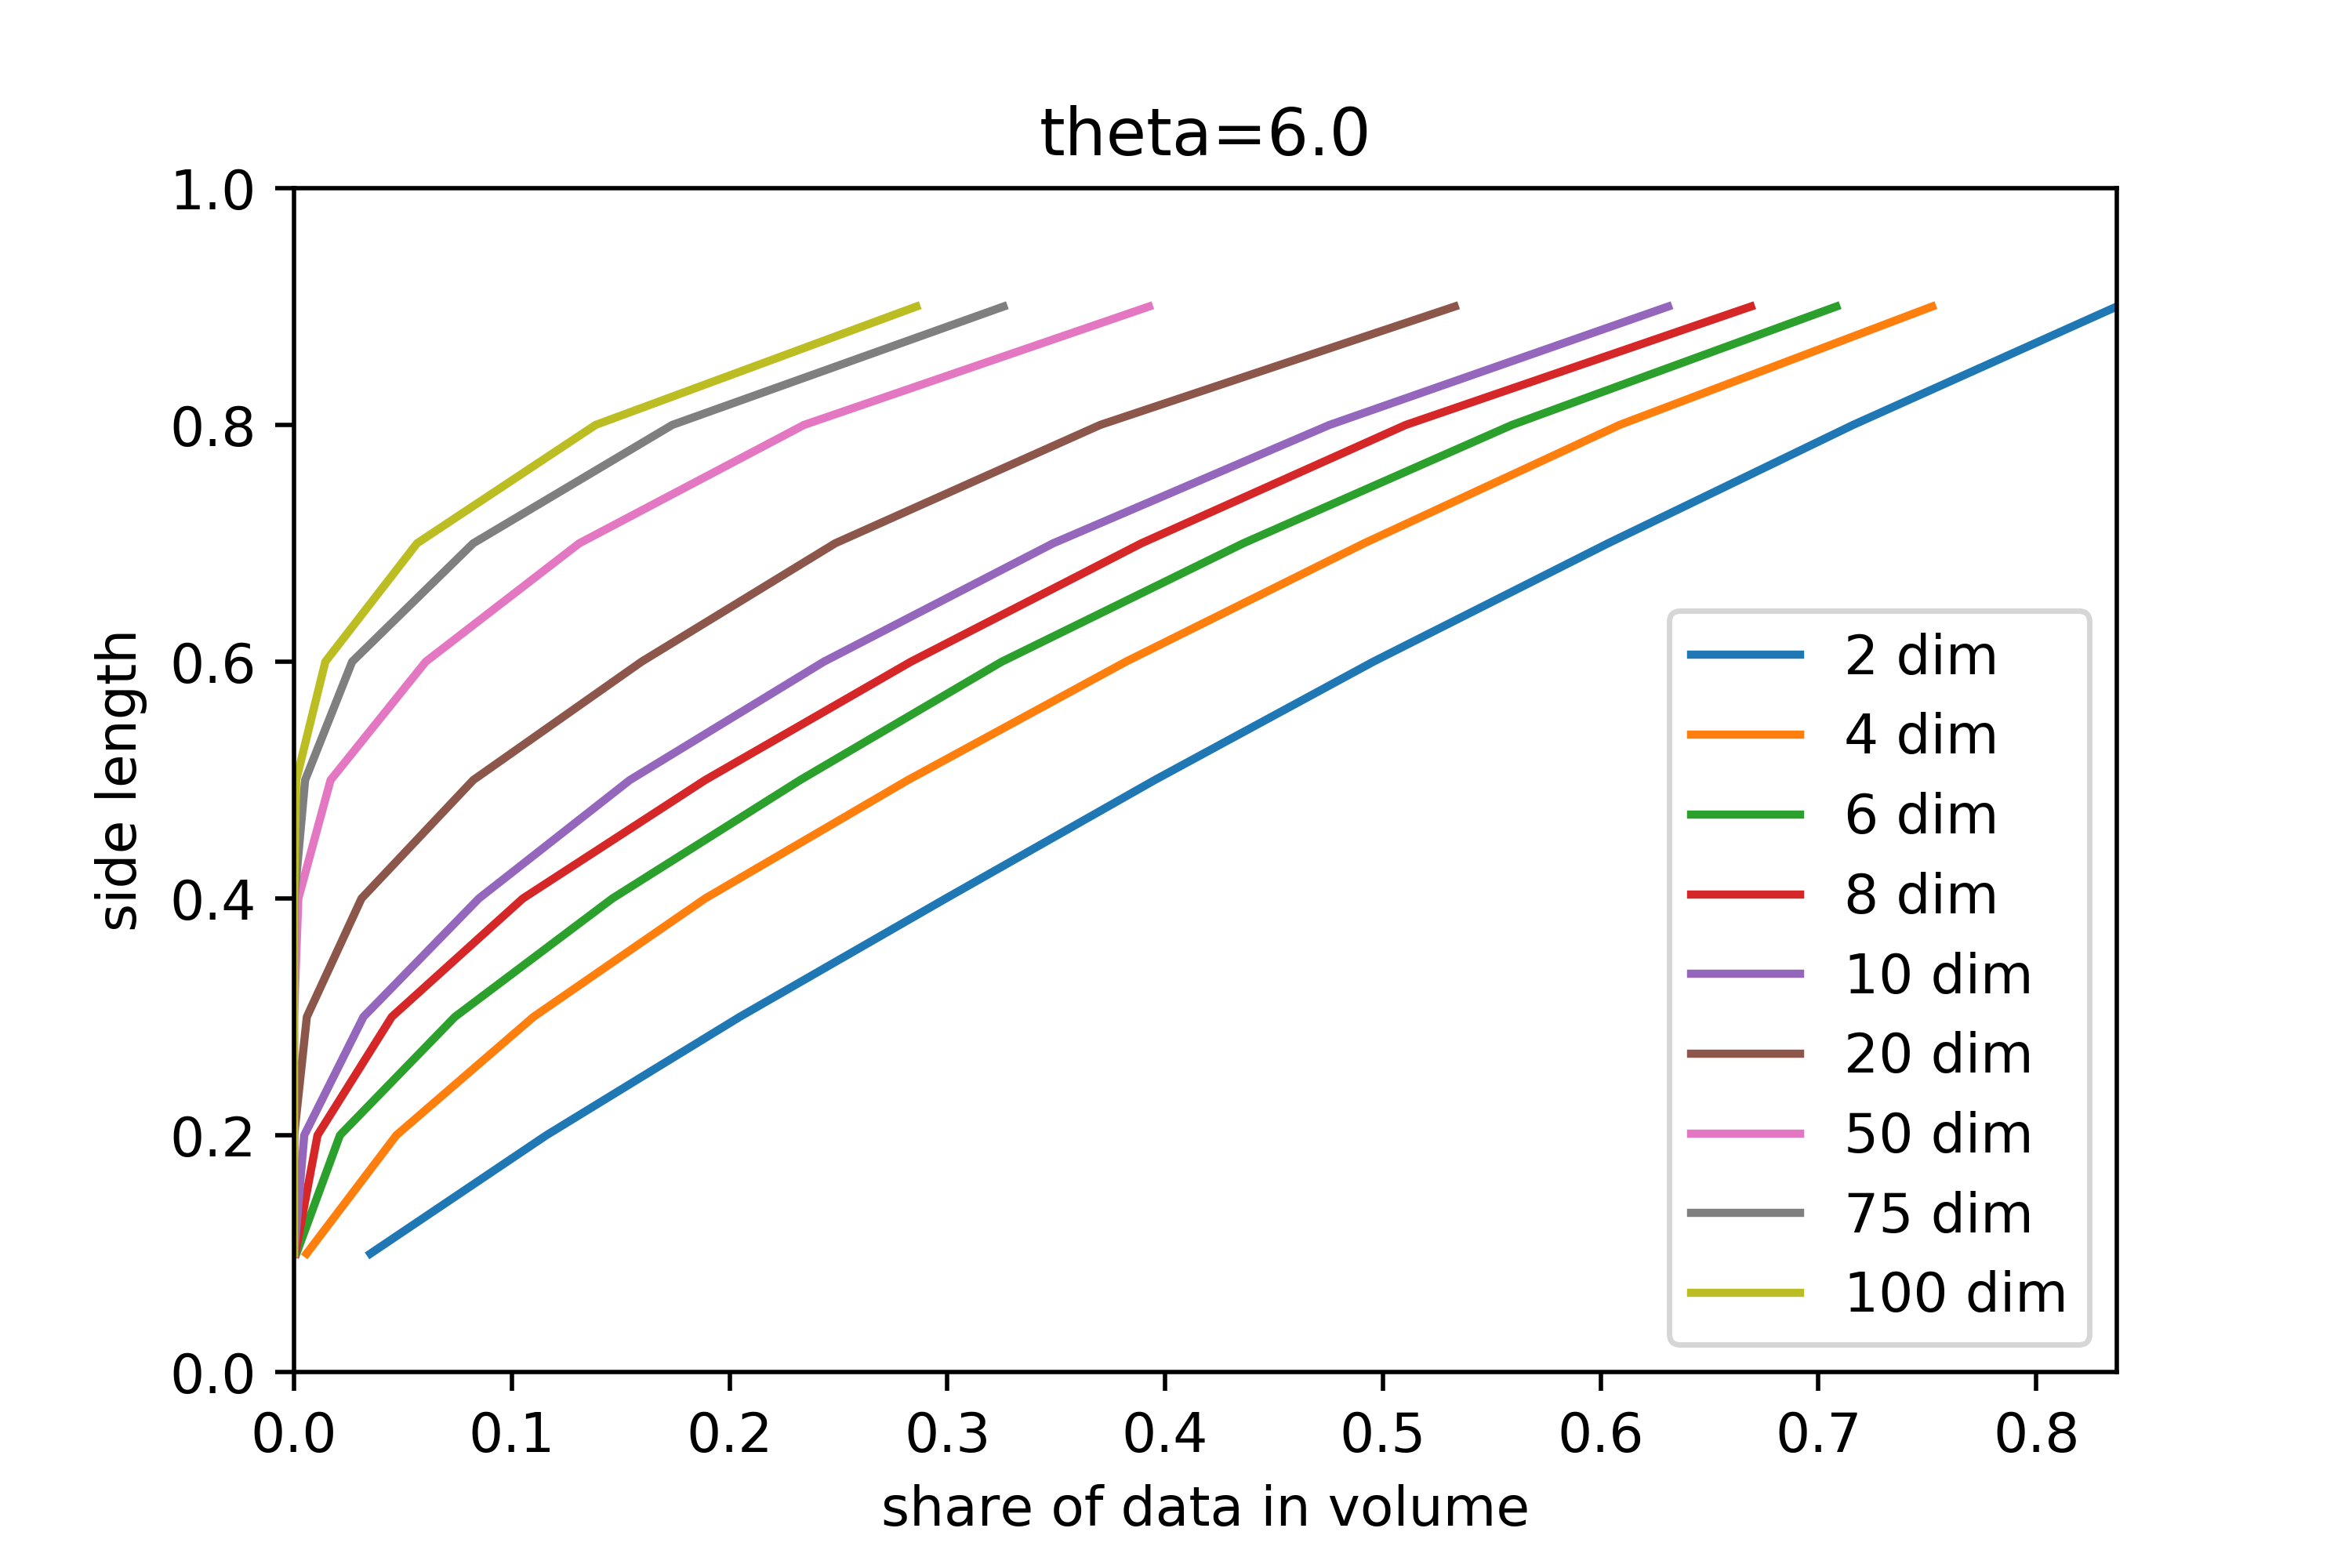 theta=6.0
1.0
0.8
0.6
0.4
0.2
0.0
side length
0.0 0.1 0.2 0.3 0.4 0.5 0.6 0.7 0.8
share of data in volume
2 dim
4 dim
6 dim
8 dim
10 dim
20 dim
50 dim
75 dim
100 dim